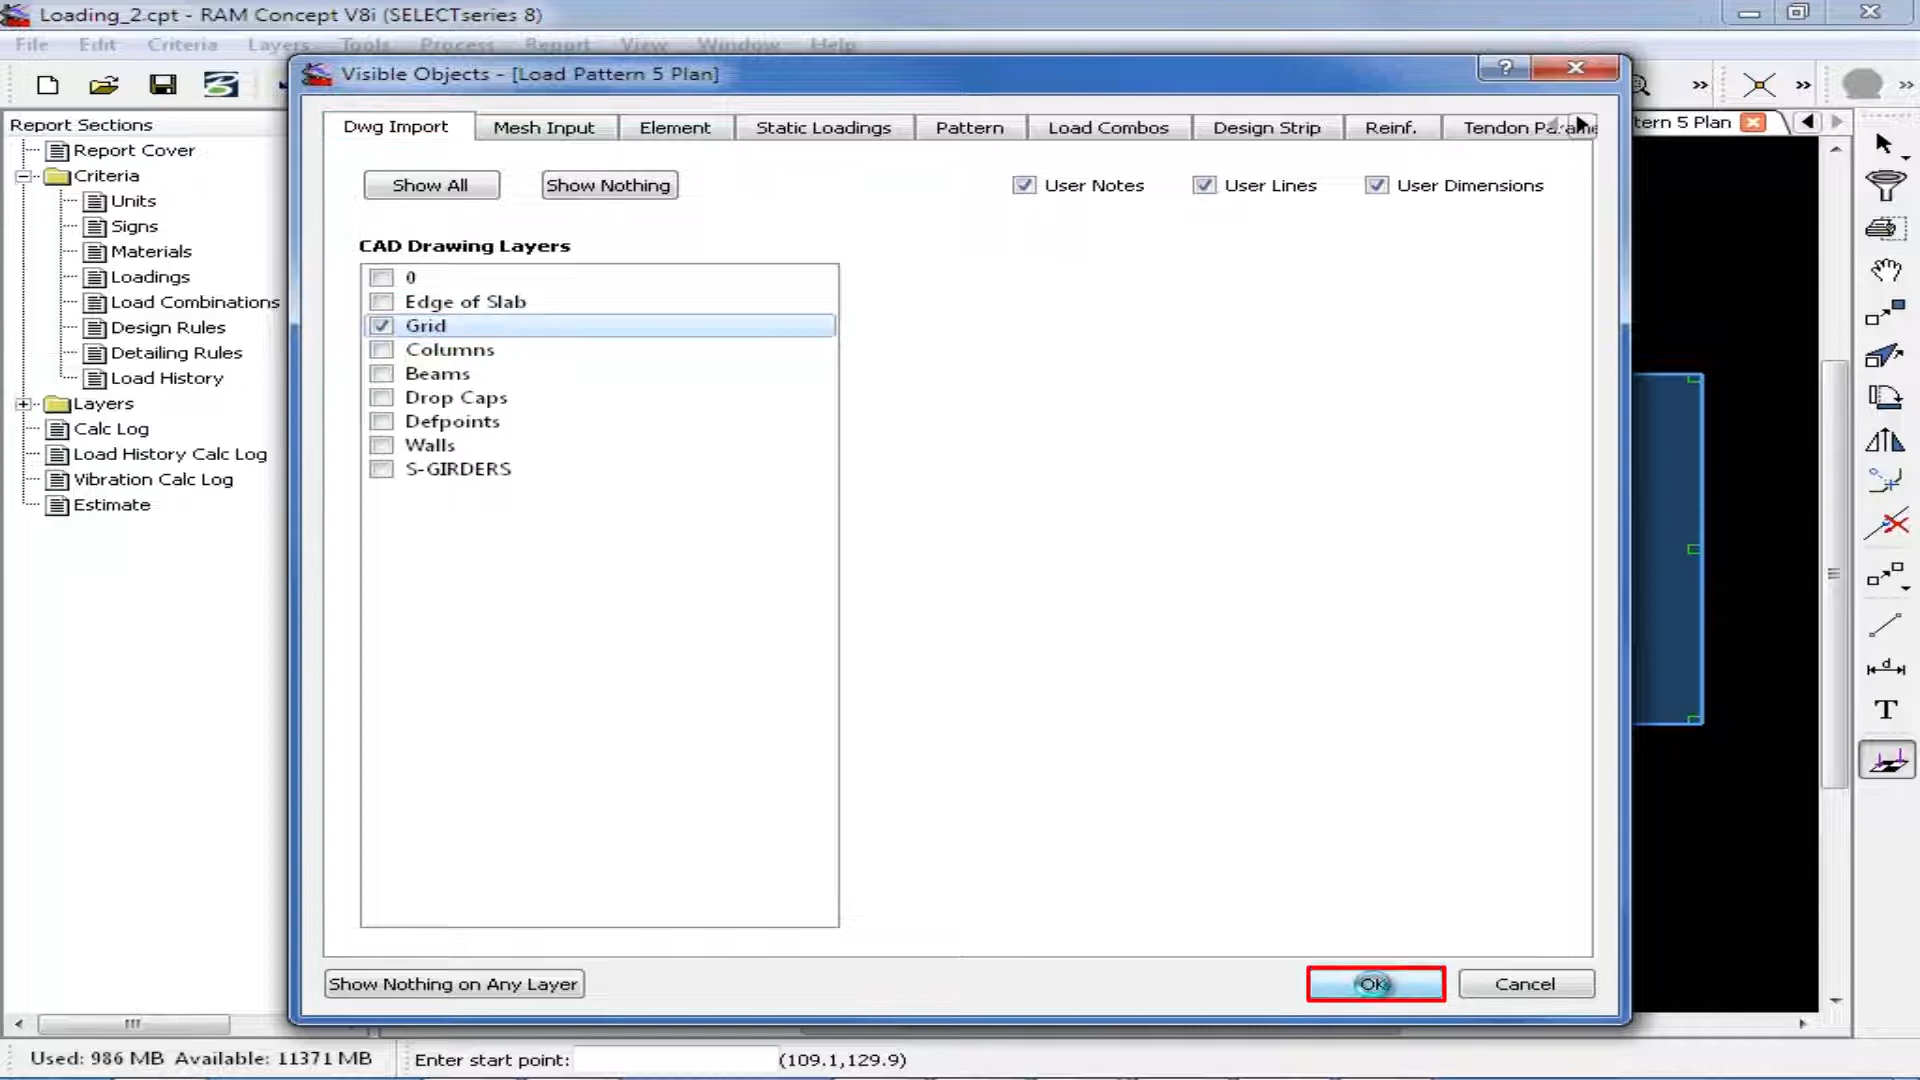 Loading_2.cpt - RAM Concept V8i (SELECTseries 8)
File Edit Criteria Layers Tools Process Report View Window Help
Visible Objects - [Load Pattern 5 Plan]
?
tern 5 Plan
Report Sections
Report Cover
Criteria
Units
Signs
Materials
Loadings
Load Combinations
Design Rules
Detailing Rules
Load History
Layers
Calc Log
Load History Calc Log
Vibration Calc Log
Estimate
Dwg Import Mesh Input Element Static Loadings Pattern Load Combos Design Strip Reinf. Tendon Parame
Show All Show Nothing User Notes User Lines User Dimensions
CAD Drawing Layers
0
Edge of Slab
Grid
Columns
Beams
Drop Caps
Defpoints
Walls
S-GIRDERS
d
T
Show Nothing on Any Layer OK Cancel
Used: 986 MB Available: 11371 MB Enter start point: (109.1,129.9)